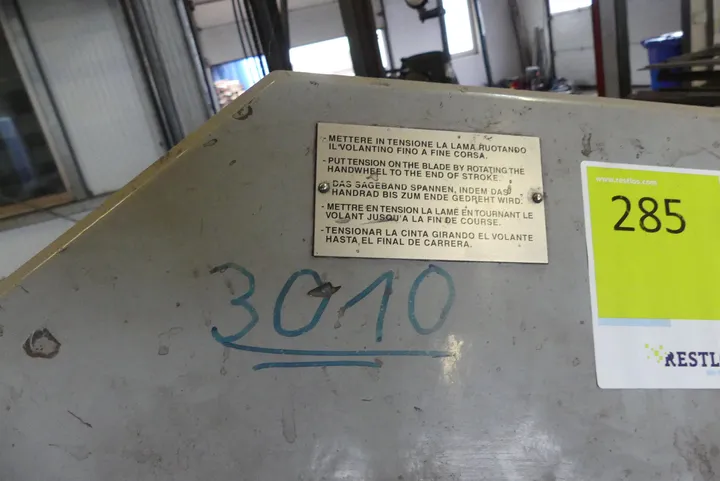 - METTERE IN TENSIONE LA LAMA RUOTANDO
IL VOLANTINO FINO A FINE CORSA.
- PUT TENSION ON THE BLADE BY ROTATING THE
HANDWHEEL TO THE END OF STROKE.
- DAS SAGEBAND SPANNEN, INDEM DAS
HANDRAD BIS ZUM ENDE GEDREHT WIRD.
- METTRE EN TENSION LA LAME EN TOURNANT LE
VOLANT JUSQU'A LA FIN DE COURSE.
- TENSIONAR LA CINTA GIRANDO EL VOLANTE
HASTA EL FINAL DE CARRERA.
3010
www.restlos.com
285
RESTL